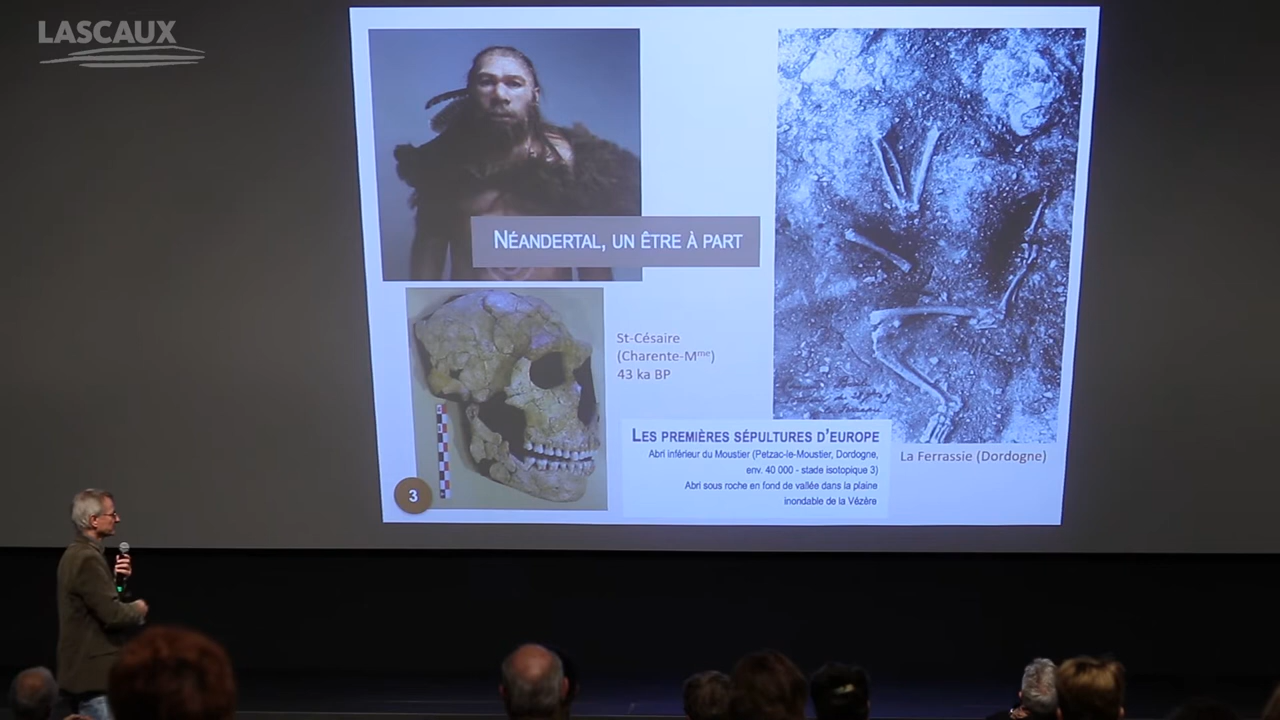 LASCAUX
NÉANDERTAL, UN ÊTRE À PART
St-Césaire
(Charente-Mme)
43 ka BP
LES PREMIÈRES SÉPULTURES D'EUROPE
Abri inférieur du Moustier (Petzac-le-Moustier, Dordogne,
env. 40 000 - stade isotopique 3)
Abri sous roche en fond de vallée dans la plaine
inondable de la Vézère
La Ferrassie (Dordogne)
3